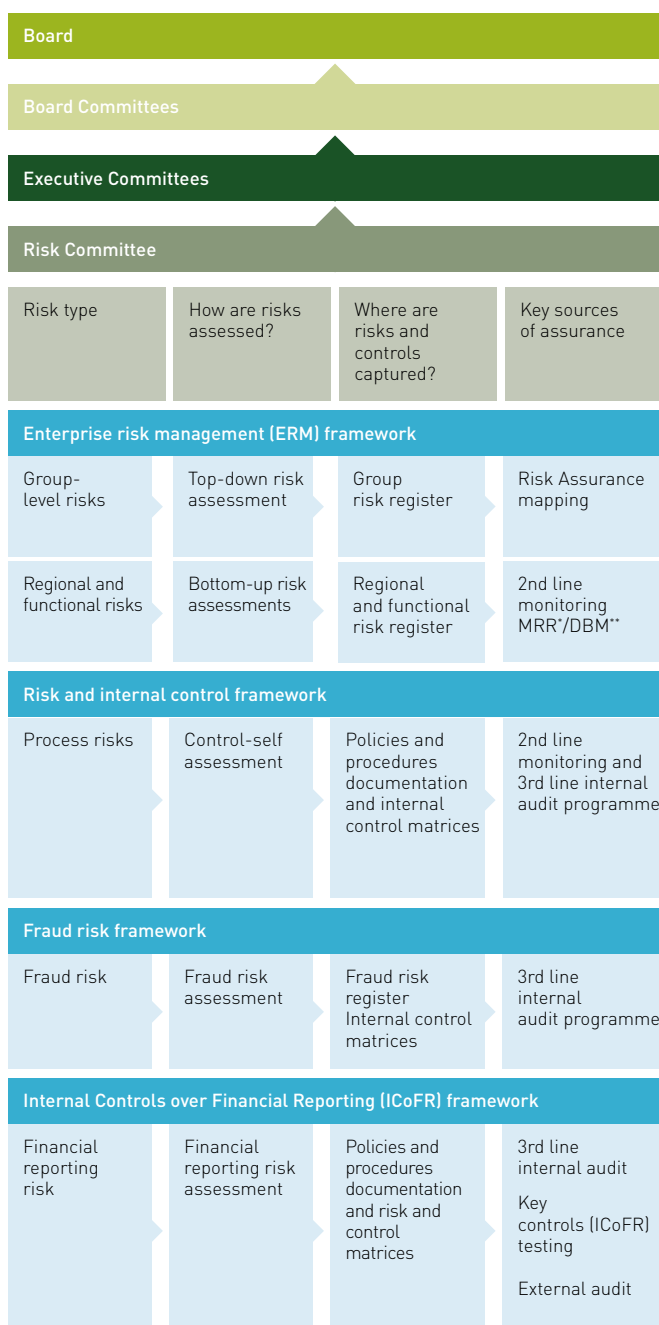 Board
Board Committees
Executive Committees
Risk Committee
Risk type
How are risks
assessed?
Where are
risks and
controls
captured?
Key sources
of assurance
Enterprise risk management (ERM) framework
Group-
level risks
Top-down risk
assessment
Group
risk register
Risk Assurance
mapping
Regional and
functional risks
Bottom-up risk
assessments
Regional
and functional
risk register
2nd line
monitoring
MRR*/DBM**
Risk and internal control framework
Process risks
Control-self
assessment
Policies and
procedures
documentation
and internal
control matrices
2nd line
monitoring and
3rd line internal
audit programme
Fraud risk framework
Fraud risk
Fraud risk
assessment
Fraud risk
register
Internal control
matrices
3rd line
internal
audit programme
Internal Controls over Financial Reporting (ICoFR) framework
Financial
reporting
risk
Financial
reporting risk
assessment
Policies and
procedures
documentation
and risk and
control
matrices
3rd line
internal audit
Key
controls (ICoFR)
testing
External audit